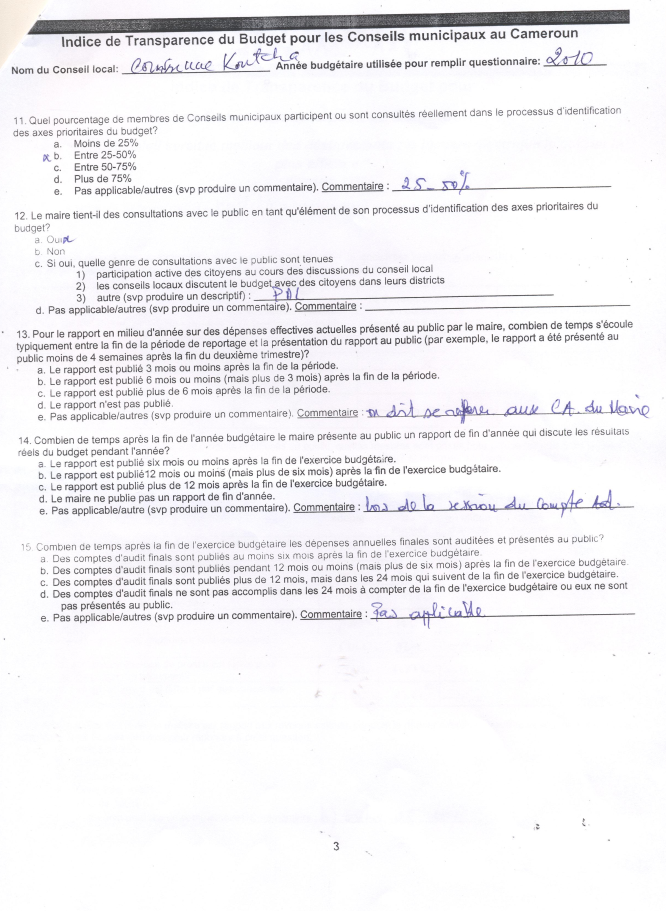 Indice de Transparence du Budget pour les Conseils municipaux au Cameroun
Nom du Conseil local: Commune Koutcha Année budgétaire utilisée pour remplir questionnaire: 2010
11. Quel pourcentage de membres de Conseils municipaux participent ou sont consultés réellement dans le processus d'identification
des axes prioritaires du budget?
a. Moins de 25%
x b. Entre 25-50%
c. Entre 50-75%
d. Plus de 75%
e. Pas applicable/autres (svp produire un commentaire). Commentaire : 25-50%
12. Le maire tient-il des consultations avec le public en tant qu'élément de son processus d'identification des axes prioritaires du
budget?
a. Oui x
b. Non
c. Si oui, quelle genre de consultations avec le public sont tenues
1) participation active des citoyens au cours des discussions du conseil local
2) les conseils locaux discutent le budget avec des citoyens dans leurs districts
3) autre (svp produire un descriptif) :
d. Pas applicable/autres (svp produire un commentaire). Commentaire :
13. Pour le rapport en milieu d'année sur des dépenses effectives actuelles présenté au public par le maire, combien de temps s'écoule
typiquement entre la fin de la période de reportage et la présentation du rapport au public (par exemple, le rapport a été présenté au
public moins de 4 semaines après la fin du deuxième trimestre)?
a. Le rapport est publié 3 mois ou moins après la fin de la période.
b. Le rapport est publié 6 mois ou moins (mais plus de 3 mois) après la fin de la période.
c. Le rapport est publié plus de 6 mois après la fin de la période.
d. Le rapport n'est pas publié.
e. Pas applicable/autres (svp produire un commentaire). Commentaire : on doit se referer aux CA. du Maire
14. Combien de temps après la fin de l'année budgétaire le maire présente au public un rapport de fin d'année qui discute les résultats
réels du budget pendant l'année?
a. Le rapport est publié six mois ou moins après la fin de l'exercice budgétaire.
b. Le rapport est publié12 mois ou moins (mais plus de six mois) après la fin de l'exercice budgétaire.
c. Le rapport est publié plus de 12 mois après la fin de l'exercice budgétaire.
d. Le maire ne publie pas un rapport de fin d'année.
e. Pas applicable/autre (svp produire un commentaire). Commentaire : lors de la session du Compte Ad.
15. Combien de temps après la fin de l'exercice budgétaire les dépenses annuelles finales sont auditées et présentés au public?
a. Des comptes d'audit finals sont publiés au moins six mois après la fin de l'exercice budgétaire.
b. Des comptes d'audit finals sont publiés pendant 12 mois ou moins (mais plus de six mois) après la fin de l'exercice budgétaire.
c. Des comptes d'audit finals sont publiés plus de 12 mois, mais dans les 24 mois qui suivent de la fin de l'exercice budgétaire.
d. Des comptes d'audit finals ne sont pas accomplis dans les 24 mois à compter de la fin de l'exercice budgétaire ou eux ne sont
pas présentés au public.
e. Pas applicable/autres (svp produire un commentaire). Commentaire : Pas applicable
3